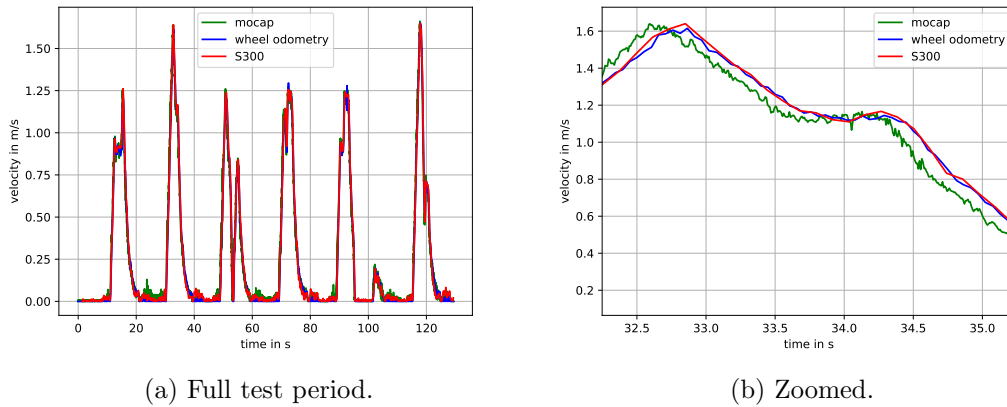 mocap
wheel odometry
S300
1.50
1.25
1.00
0.75
0.50
0.25
0.00
velocity in m/s
0 20 40 60 80 100 120
time in s
(a) Full test period.
mocap
wheel odometry
S300
1.6
1.4
1.2
1.0
0.8
0.6
0.4
0.2
velocity in m/s
32.5 33.0 33.5 34.0 34.5 35.0
time in s
(b) Zoomed.